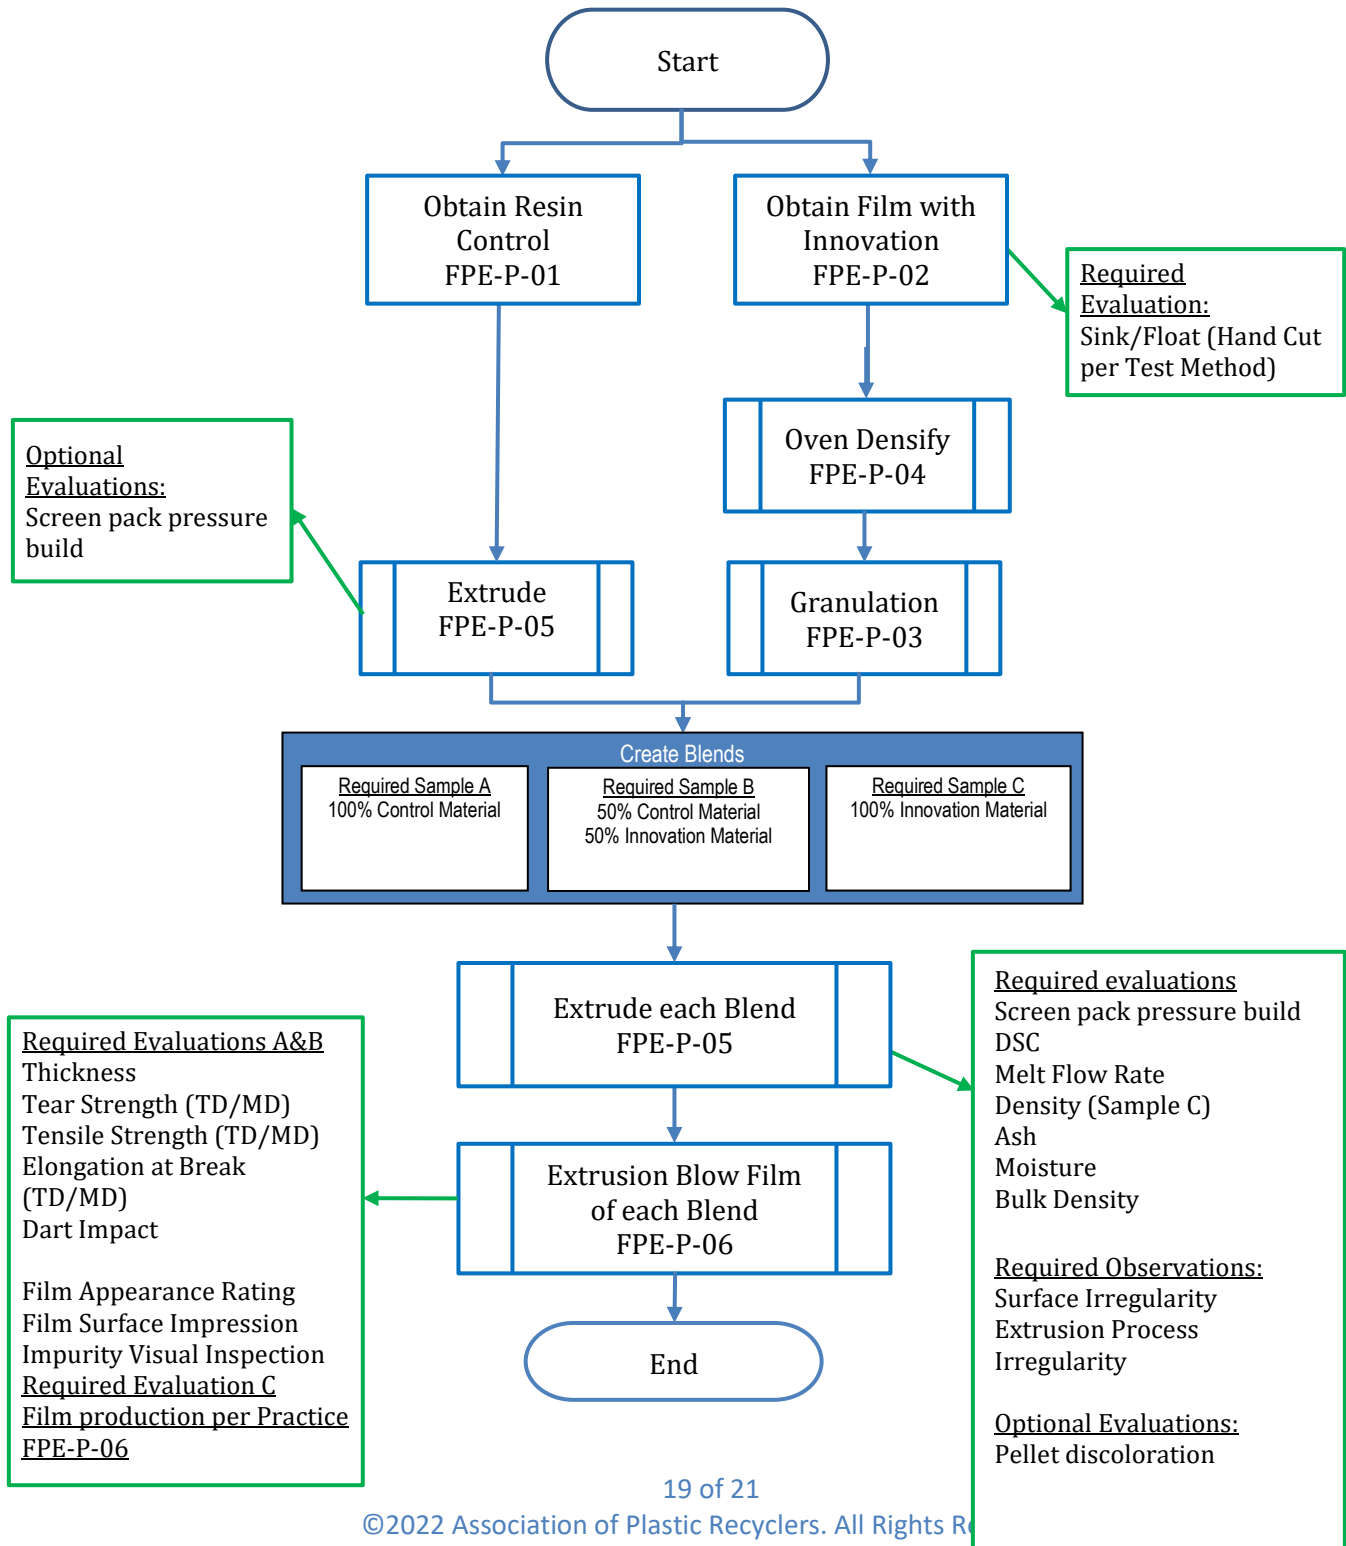 Start
Obtain Resin
Control
FPE-P-01
Obtain Film with
Innovation
FPE-P-02
Required
Evaluation:
Sink/Float (Hand Cut
per Test Method)
Oven Densify
FPE-P-04
Optional
Evaluations:
Screen pack pressure
build
Extrude
FPE-P-05
Granulation
FPE-P-03
Create Blends
Required Sample A
100% Control Material
Required Sample B
50% Control Material
50% Innovation Material
Required Sample C
100% Innovation Material
Extrude each Blend
FPE-P-05
Required evaluations
Screen pack pressure build
DSC
Melt Flow Rate
Density (Sample C)
Ash
Moisture
Bulk Density
Required Observations:
Surface Irregularity
Extrusion Process
Irregularity
Optional Evaluations:
Pellet discoloration
Required Evaluations A&B
Thickness
Tear Strength (TD/MD)
Tensile Strength (TD/MD)
Elongation at Break
(TD/MD)
Dart Impact
Film Appearance Rating
Film Surface Impression
Impurity Visual Inspection
Required Evaluation C
Film production per Practice
FPE-P-06
Extrusion Blow Film
of each Blend
FPE-P-06
End
19 of 21
©2022 Association of Plastic Recyclers. All Rights